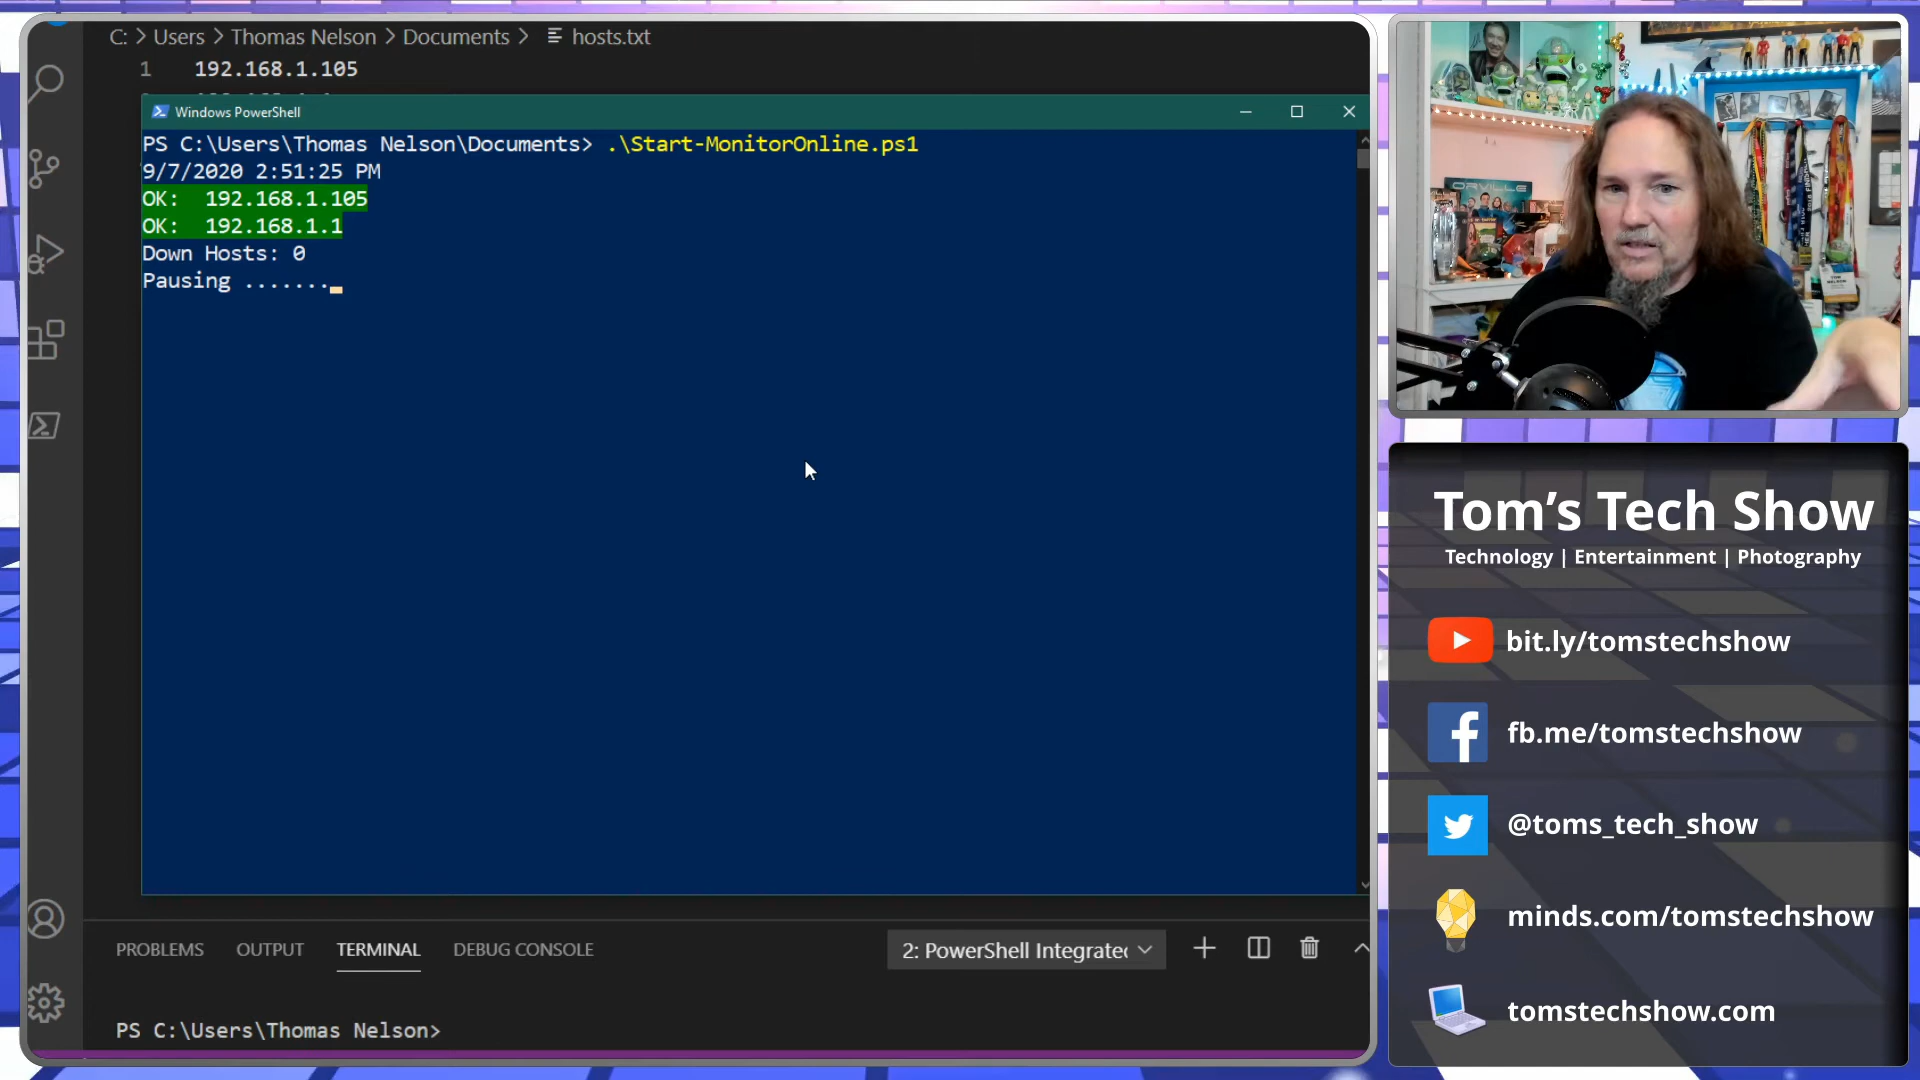 C: > Users > Thomas Nelson > Documents > hosts.txt
1 192.168.1.105
Windows PowerShell
PS C:\Users\Thomas Nelson\Documents> .\Start-MonitorOnline.ps1
9/7/2020 2:51:25 PM
OK: 192.168.1.105
OK: 192.168.1.1
Down Hosts: 0
Pausing .......
PROBLEMS OUTPUT TERMINAL DEBUG CONSOLE
2: PowerShell Integrated
PS C:\Users\Thomas Nelson>
ORVILLE
Tom’s Tech Show
Technology | Entertainment | Photography
bit.ly/tomstechshow
fb.me/tomstechshow
@toms_tech_show
minds.com/tomstechshow
tomstechshow.com